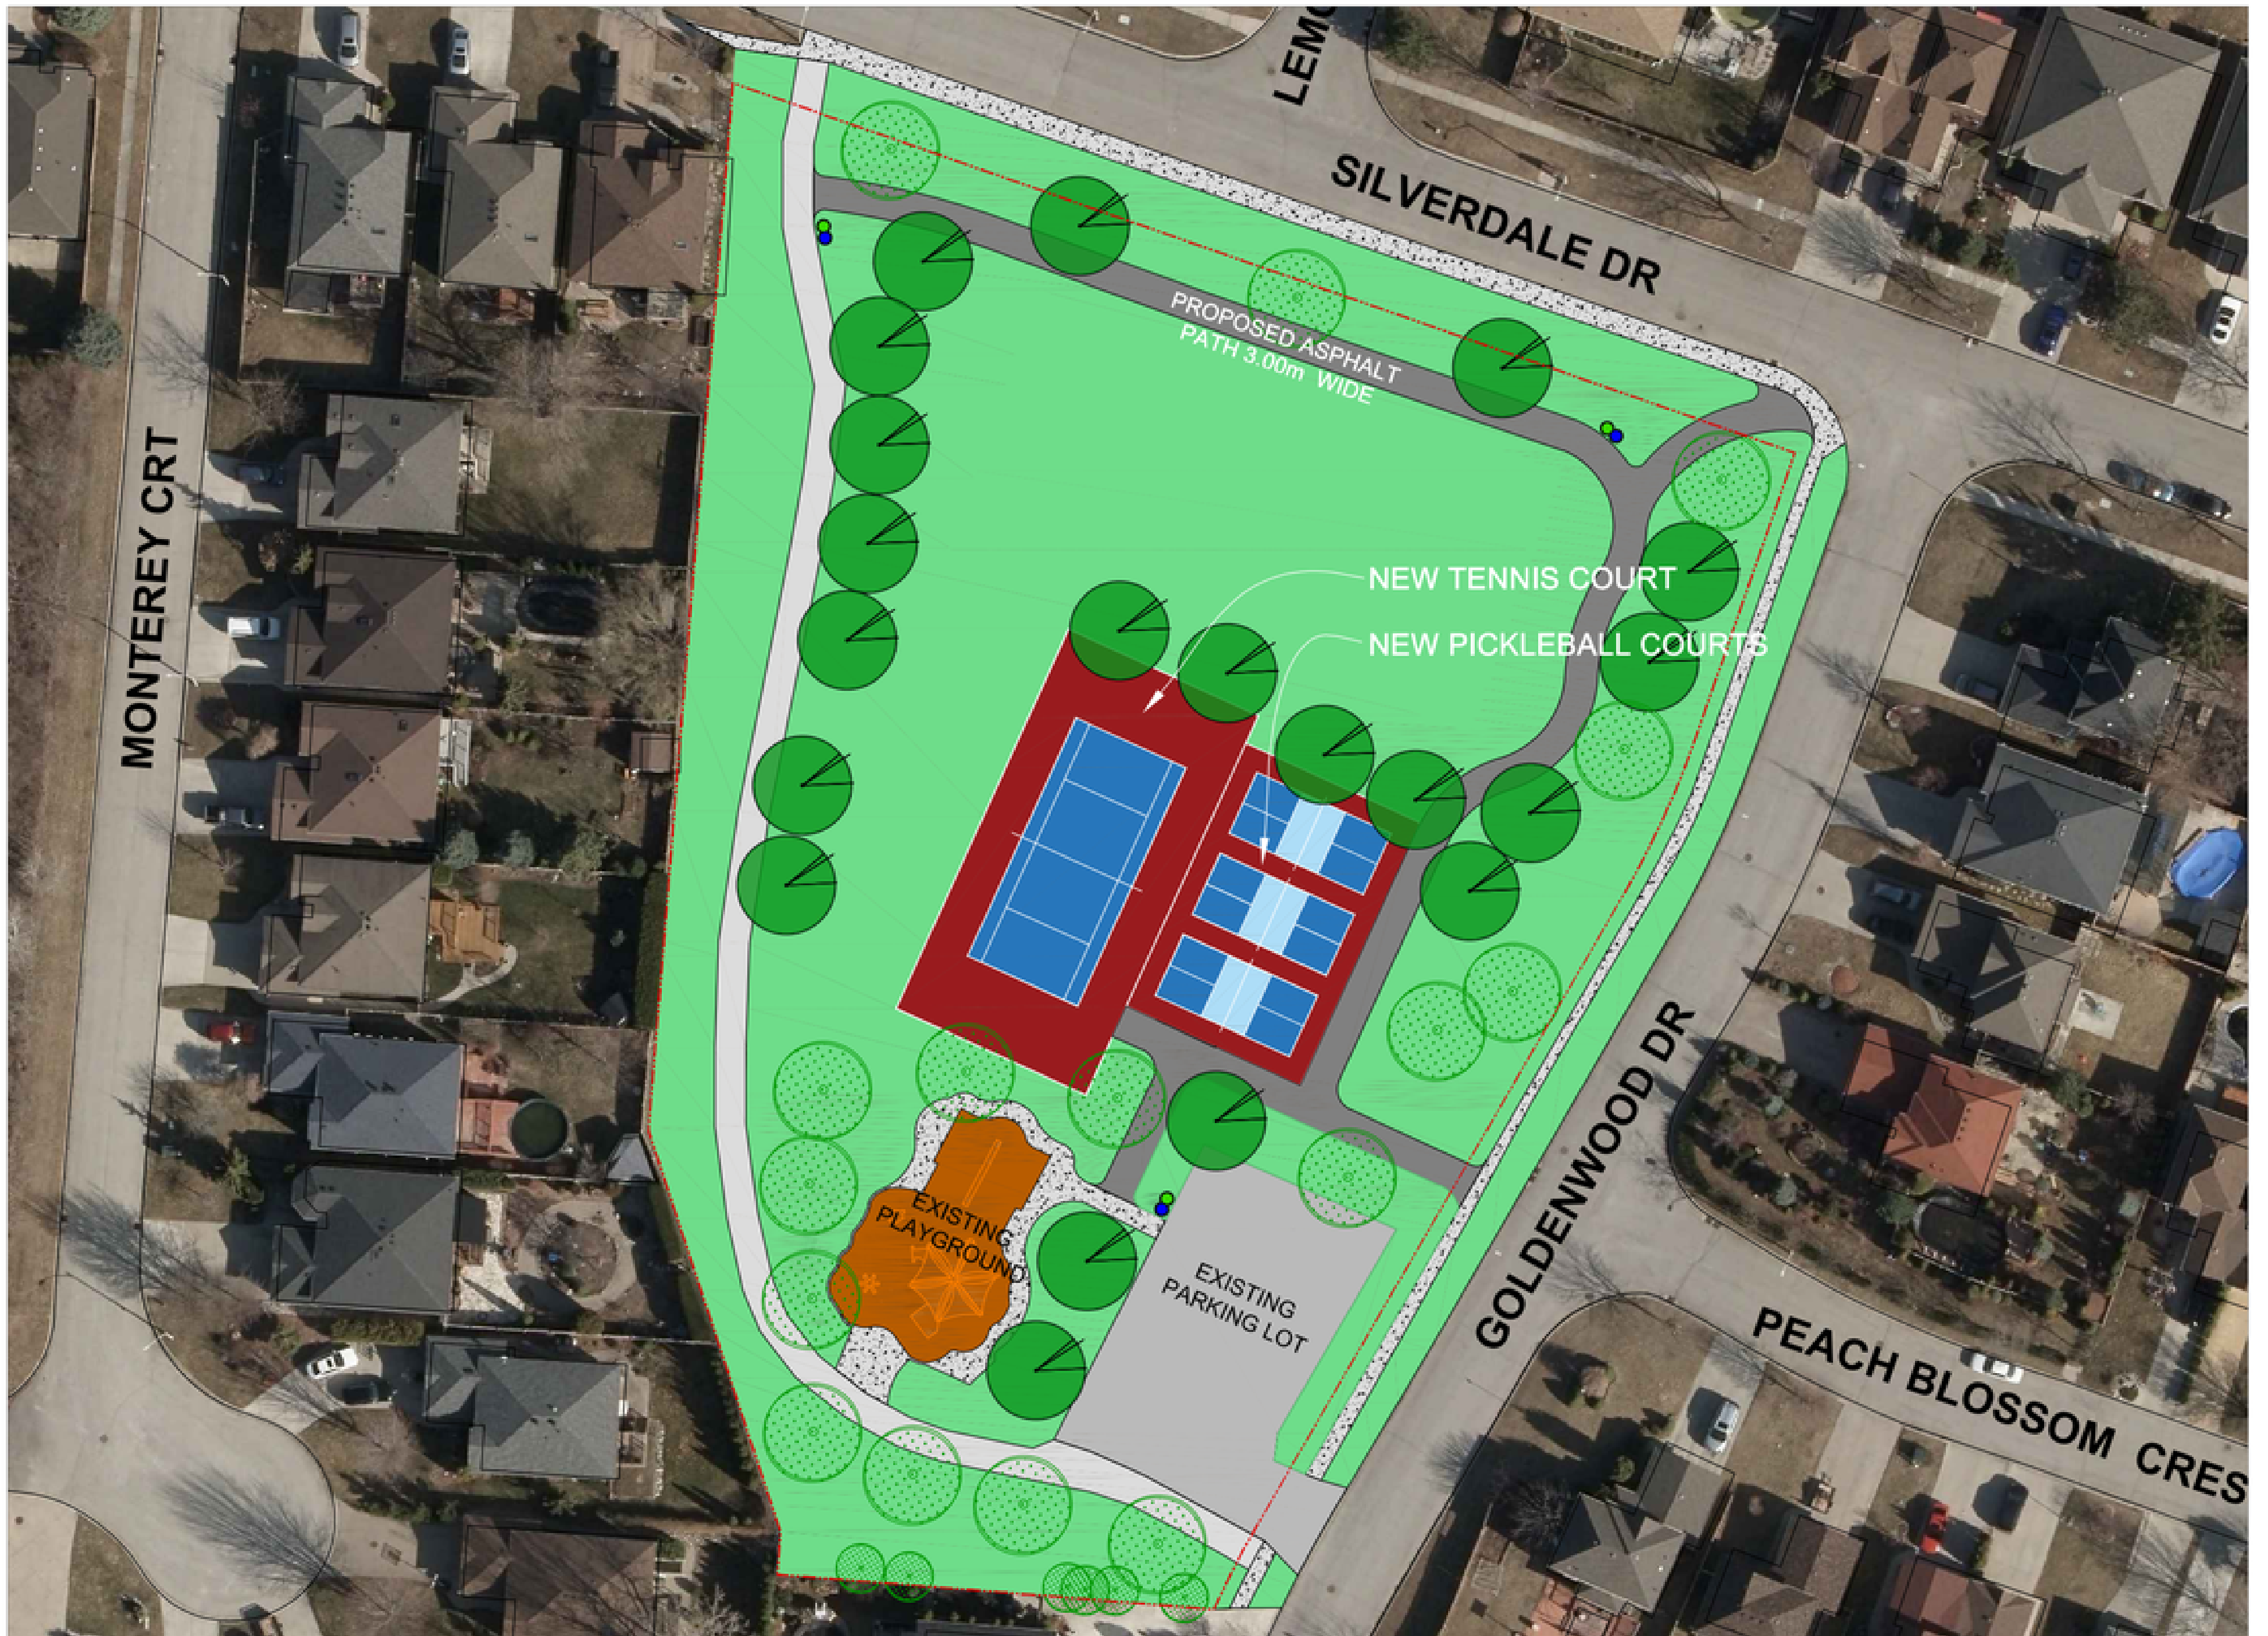 LEMO
SILVERDALE DR
PROPOSED ASPHALT
PATH 3.00m WIDE
MONTEREY CRT
NEW TENNIS COURT
NEW PICKLEBALL COURTS
EXISTING
PLAYGROUND
EXISTING
PARKING LOT
GOLDENWOOD DR
PEACH BLOSSOM CRES